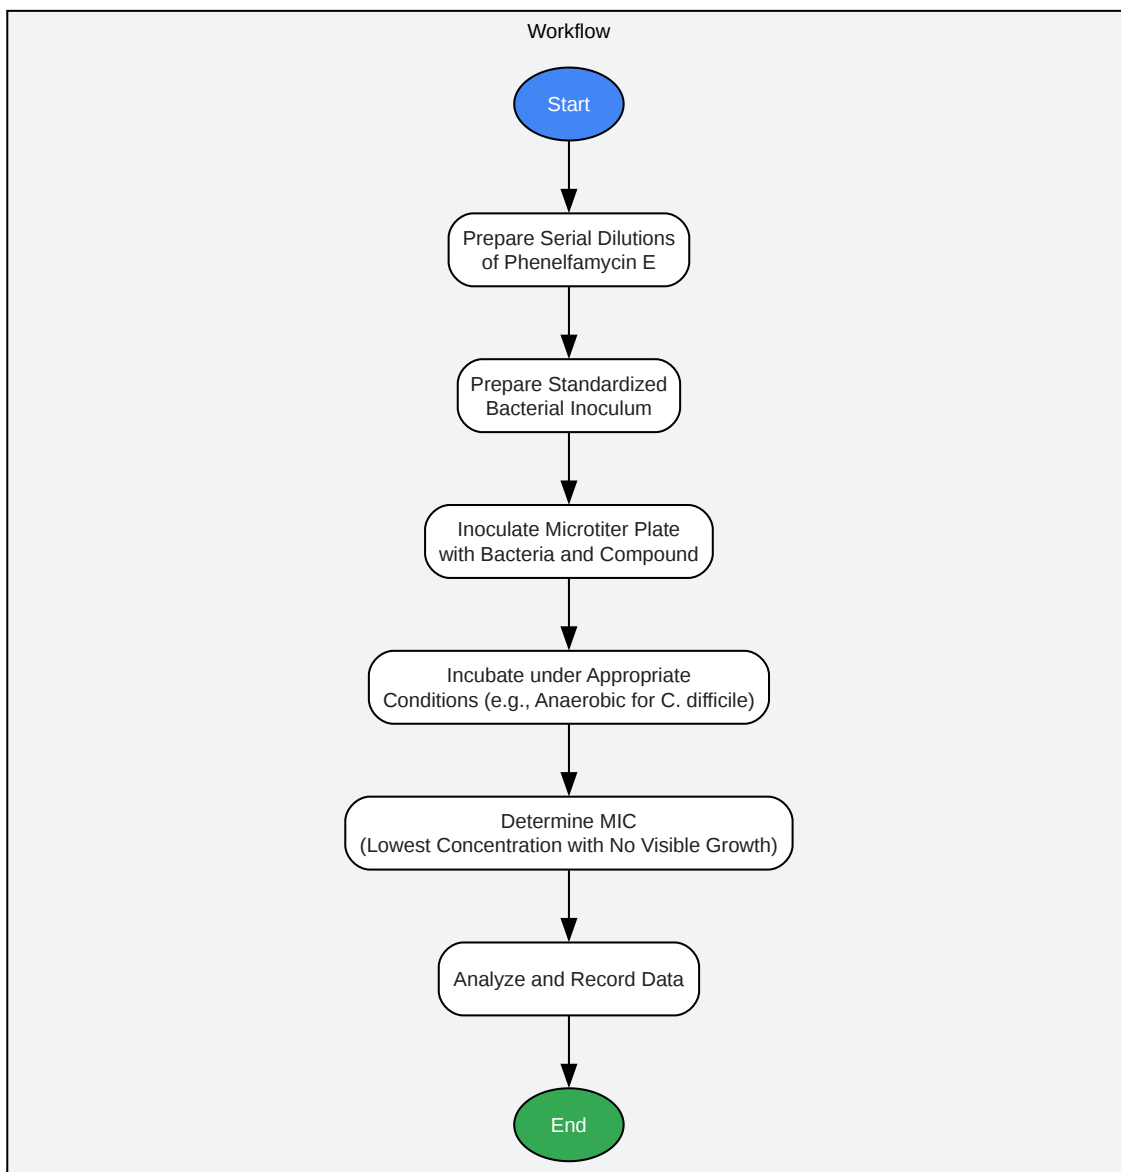 Workflow
Start
Prepare Serial Dilutions
of Phenelfamycin E
Prepare Standardized
Bacterial Inoculum
Inoculate Microtiter Plate
with Bacteria and Compound
Incubate under Appropriate
Conditions (e.g., Anaerobic for C. difficile)
Determine MIC
(Lowest Concentration with No Visible Growth)
Analyze and Record Data
End